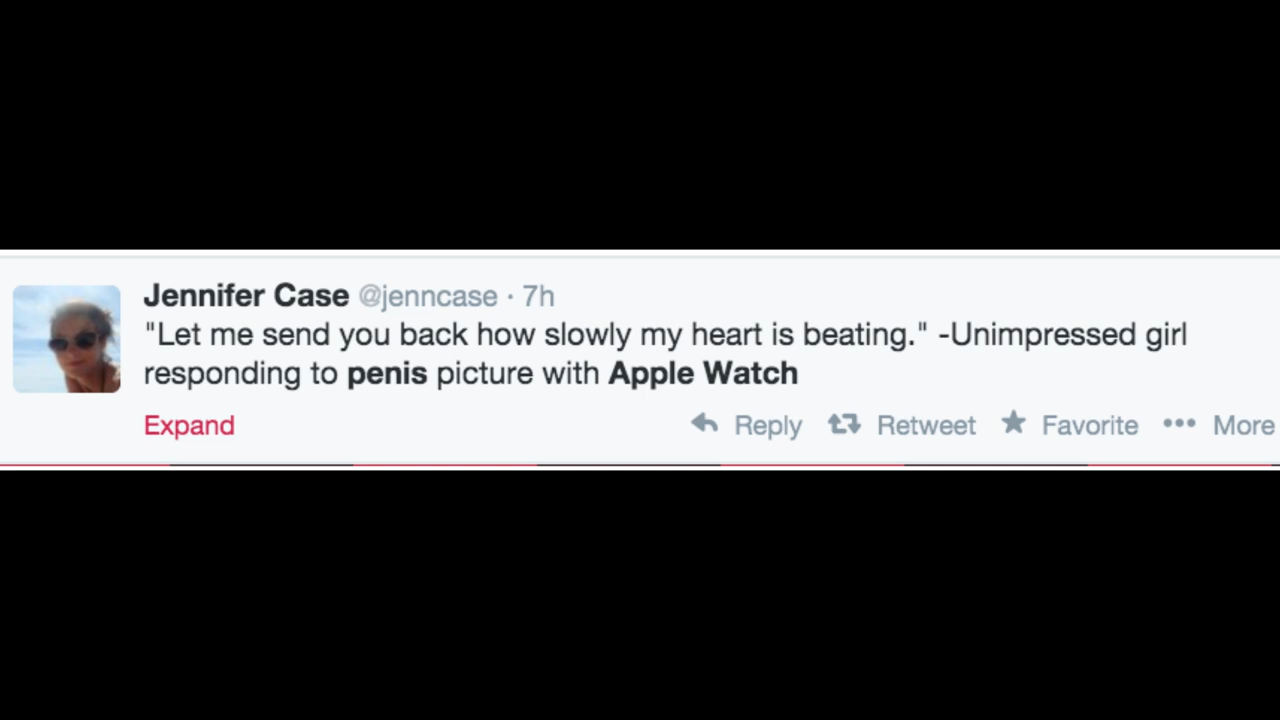 Jennifer Case @jenncase · 7h
"Let me send you back how slowly my heart is beating." -Unimpressed girl
responding to penis picture with Apple Watch
Expand Reply Retweet Favorite More